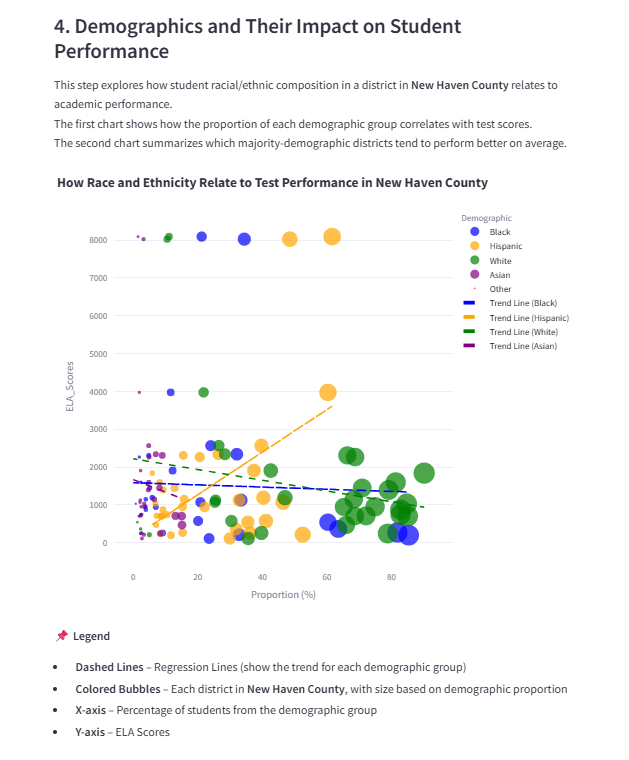 4. Demographics and Their Impact on Student
Performance
This step explores how student racial/ethnic composition in a district in New Haven County relates to
academic performance.
The first chart shows how the proportion of each demographic group correlates with test scores.
The second chart summarizes which majority-demographic districts tend to perform better on average.
How Race and Ethnicity Relate to Test Performance in New Haven County
Demographic
Black
Hispanic
White
Asian
Other
Trend Line (Black)
Trend Line (Hispanic)
Trend Line (White)
Trend Line (Asian)
ELA_Scores
8000
7000
6000
5000
4000
3000
2000
1000
0
0 20 40 60 80
Proportion (%)
📌 Legend
• Dashed Lines – Regression Lines (show the trend for each demographic group)
• Colored Bubbles – Each district in New Haven County, with size based on demographic proportion
• X-axis – Percentage of students from the demographic group
• Y-axis – ELA Scores